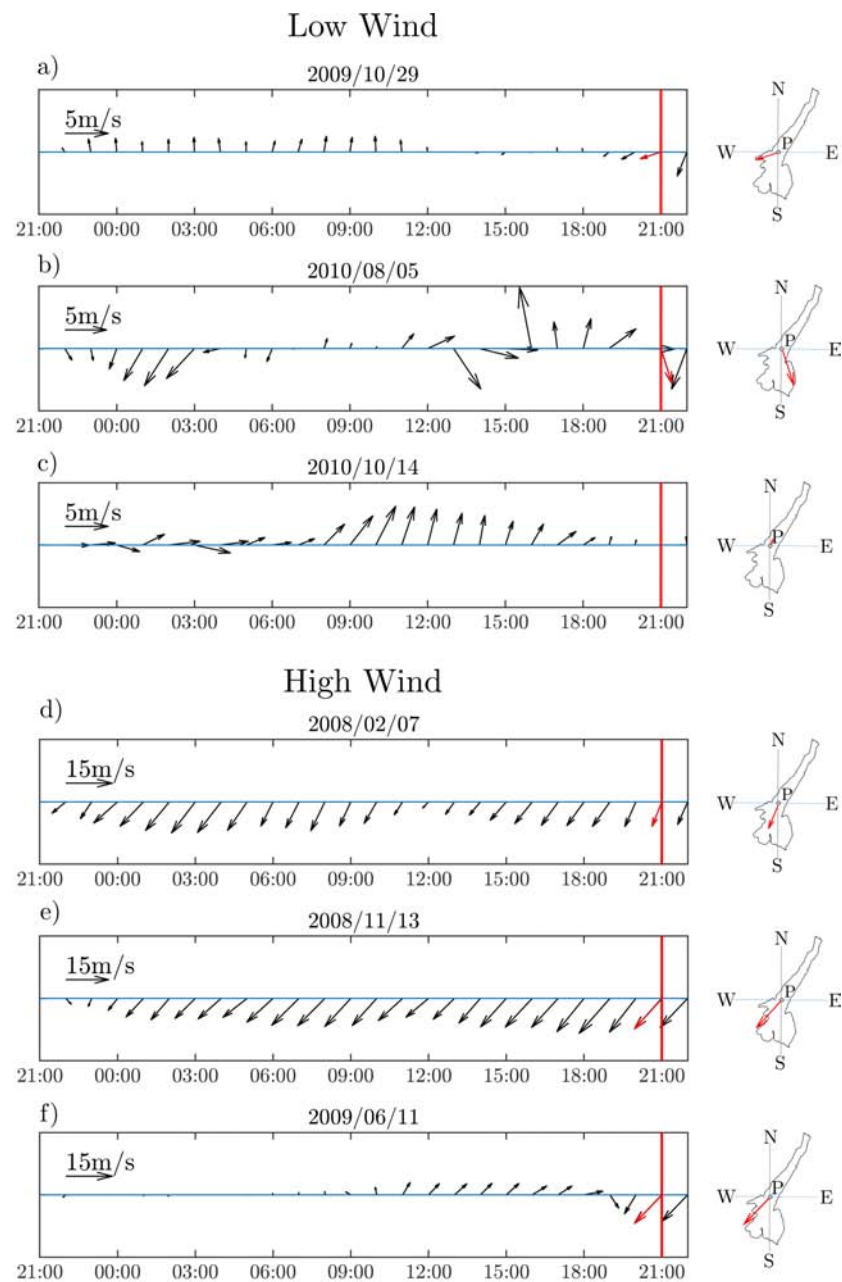 Low Wind
a)
2009/10/29
5m/s
21:00 00:00 03:00 06:00 09:00 12:00 15:00 18:00 21:00
N
W P E
S
b)
2010/08/05
5m/s
21:00 00:00 03:00 06:00 09:00 12:00 15:00 18:00 21:00
N
W P E
S
c)
2010/10/14
5m/s
21:00 00:00 03:00 06:00 09:00 12:00 15:00 18:00 21:00
N
W P E
S
High Wind
d)
2008/02/07
15m/s
21:00 00:00 03:00 06:00 09:00 12:00 15:00 18:00 21:00
N
W P E
S
e)
2008/11/13
15m/s
21:00 00:00 03:00 06:00 09:00 12:00 15:00 18:00 21:00
N
W P E
S
f)
2009/06/11
15m/s
21:00 00:00 03:00 06:00 09:00 12:00 15:00 18:00 21:00
N
W P E
S